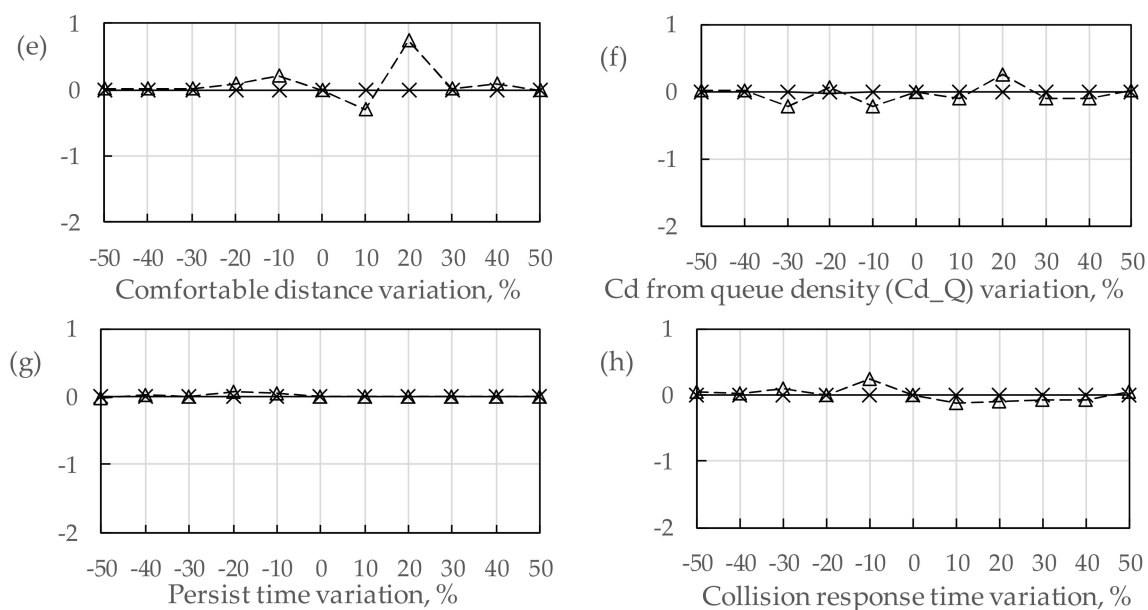 (e)
1
0
-1
-2
-50 -40 -30 -20 -10 0 10 20 30 40 50
Comfortable distance variation, %
(f)
1
0
-1
-2
-50 -40 -30 -20 -10 0 10 20 30 40 50
Cd from queue density (Cd_Q) variation, %
(g)
1
0
-1
-2
-50 -40 -30 -20 -10 0 10 20 30 40 50
Persist time variation, %
(h)
1
0
-1
-2
-50 -40 -30 -20 -10 0 10 20 30 40 50
Collision response time variation, %